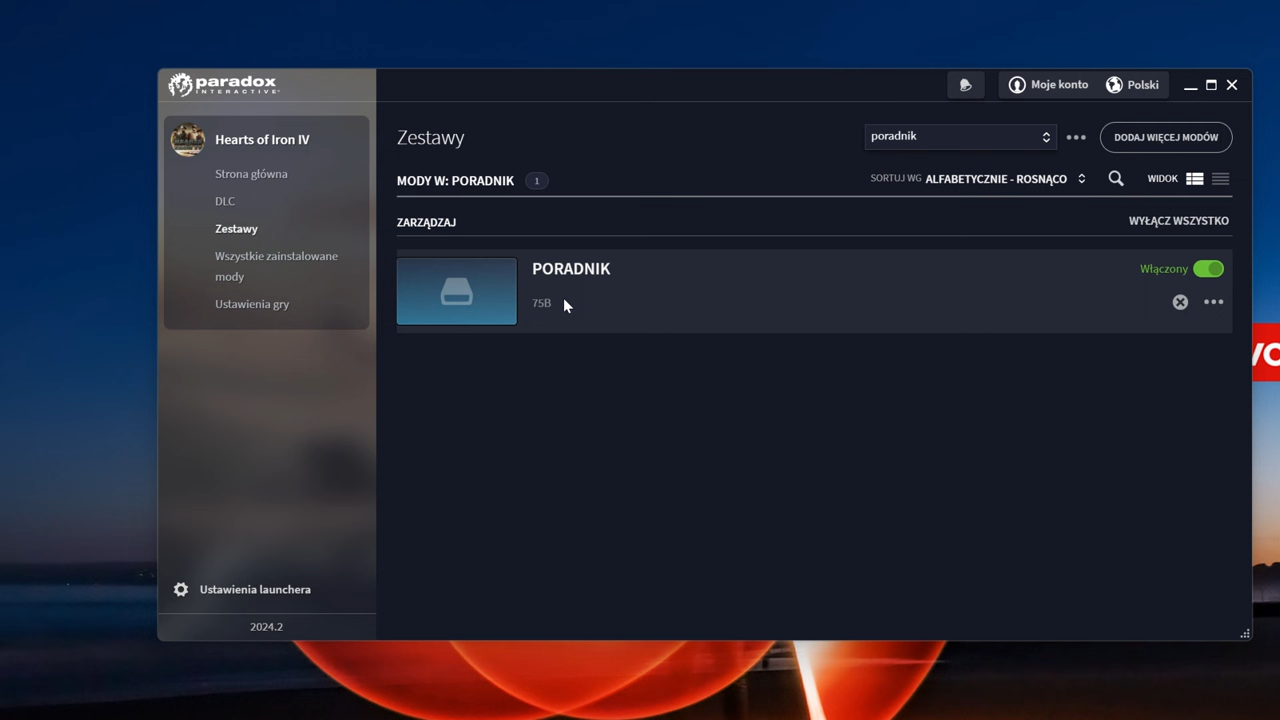 paradox
INTERACTIVE
Moje konto
Polski
Hearts of Iron IV
Strona główna
DLC
Zestawy
Wszystkie zainstalowane
mody
Ustawienia gry
Ustawienia launchera
2024.2
Zestawy
poradnik
DODAJ WIĘCEJ MODÓW
MODY W: PORADNIK
1
SORTUJ WG ALFABETYCZNIE - ROSNĄCO
WIDOK
ZARZĄDZAJ
WYŁĄCZ WSZYSTKO
PORADNIK
Włączony
75B